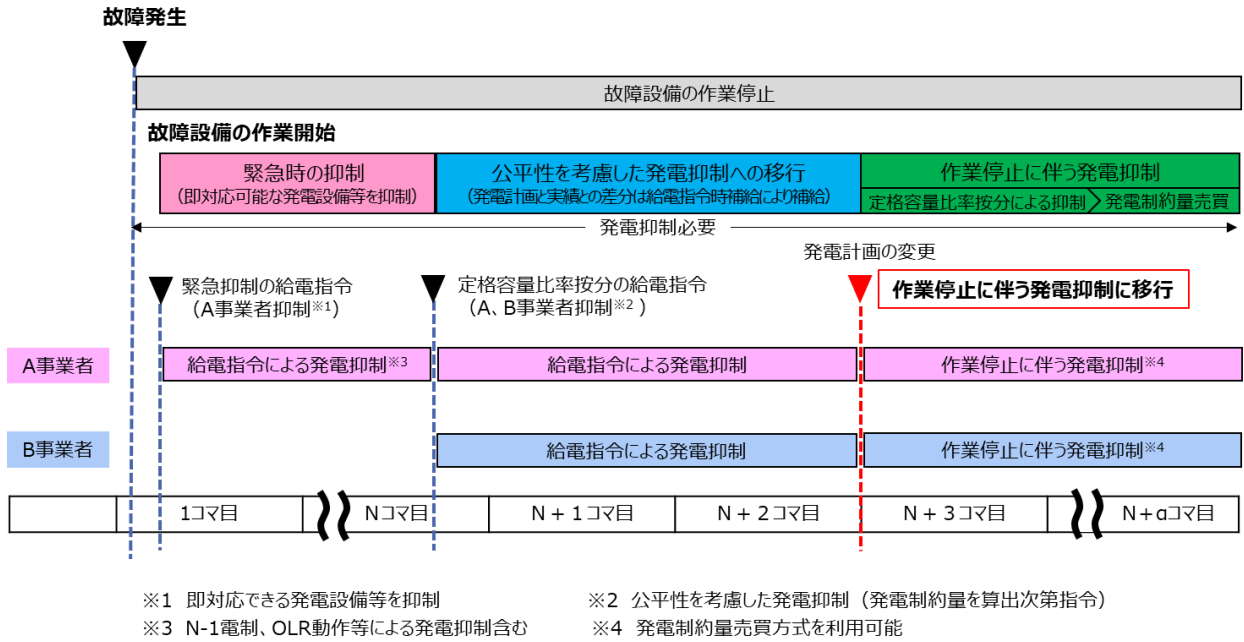 故障発生
故障設備の作業停止
故障設備の作業開始
緊急時の抑制
(即対応可能な発電設備等を抑制)
公平性を考慮した発電抑制への移行
(発電計画と実績との差分は給電指令時補給により補給)
作業停止に伴う発電抑制
定格容量比率按分による抑制
発電制約量売買
発電抑制必要
発電計画の変更
緊急抑制の給電指令
(A事業者抑制※1)
定格容量比率按分の給電指令
(A、B事業者抑制※2)
作業停止に伴う発電抑制に移行
A事業者
給電指令による発電抑制※3
給電指令による発電抑制
作業停止に伴う発電抑制※4
B事業者
給電指令による発電抑制
作業停止に伴う発電抑制※4
1コマ目
Nコマ目
N+1コマ目
N+2コマ目
N+3コマ目
N+αコマ目
※1 即対応できる発電設備等を抑制
※2 公平性を考慮した発電抑制(発電制約量を算出次第指令)
※3 N-1電制、OLR動作等による発電抑制含む
※4 発電制約量売買方式を利用可能